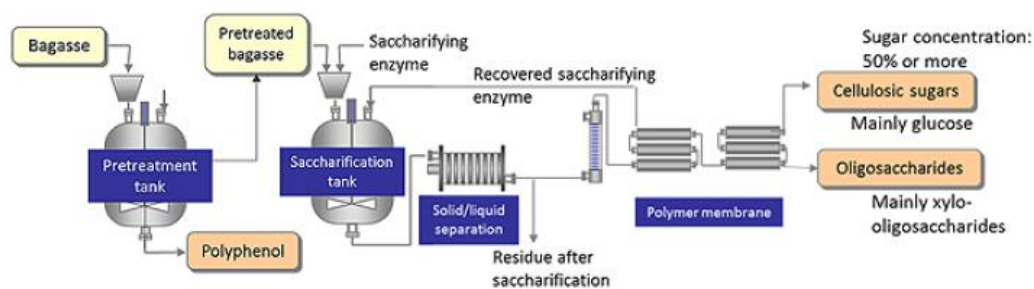 Bagasse
Pretreated
bagasse
Saccharifying
enzyme
Recovered saccharifying
enzyme
Sugar concentration:
50% or more
Cellulosic sugars
Mainly glucose
Pretreatment
tank
Saccharification
tank
Solid/liquid
separation
Polymer membrane
Oligosaccharides
Mainly xylo-
oligosaccharides
Polyphenol
Residue after
saccharification